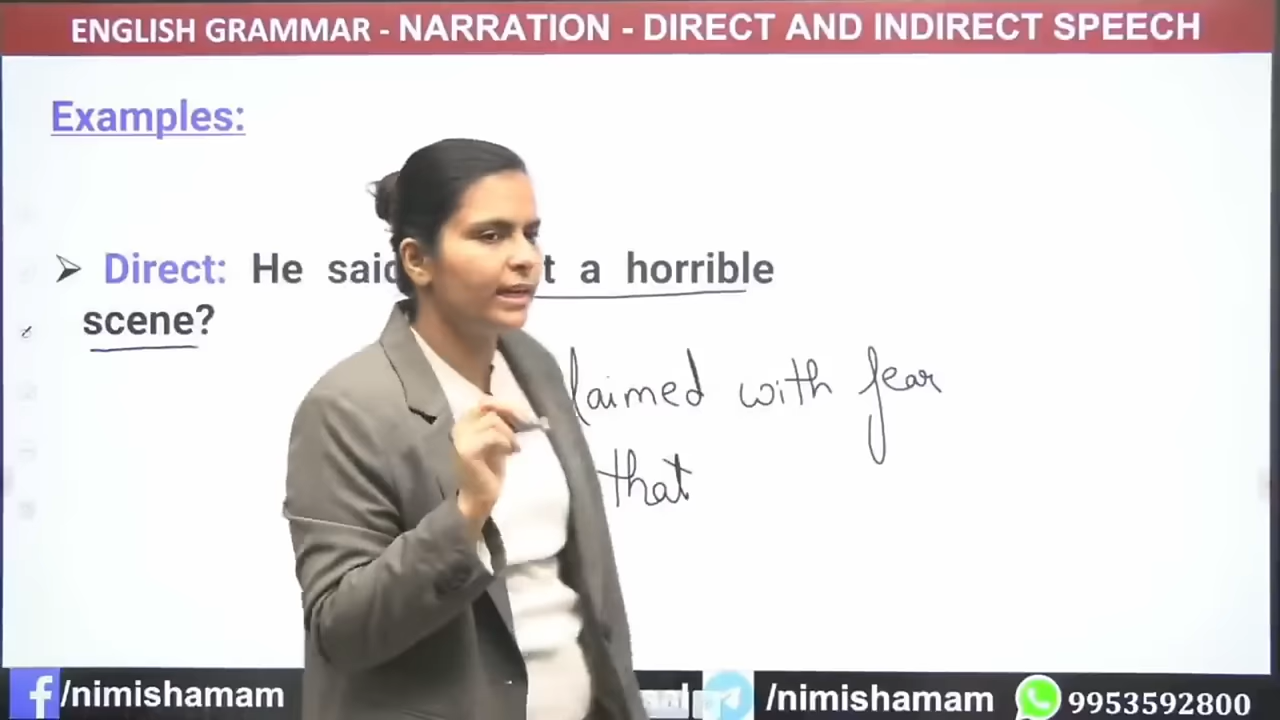 ENGLISH GRAMMAR - NARRATION - DIRECT AND INDIRECT SPEECH
Examples:
➤ Direct: He said t a horrible
scene?
laimed with fear
that
/nimishamam /nimishamam 9953592800